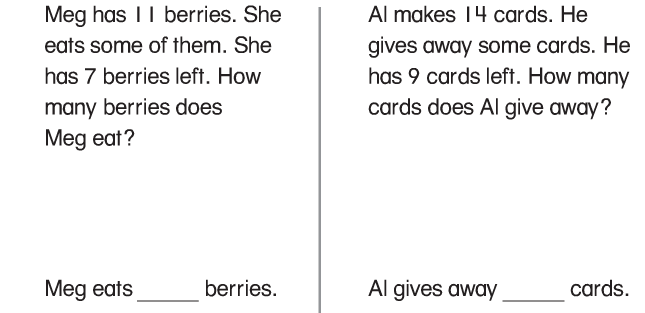 Meg has 11 berries. She
eats some of them. She
has 7 berries left. How
many berries does
Meg eat?
Meg eats ______ berries.
Al makes 14 cards. He
gives away some cards. He
has 9 cards left. How many
cards does Al give away?
Al gives away ______ cards.